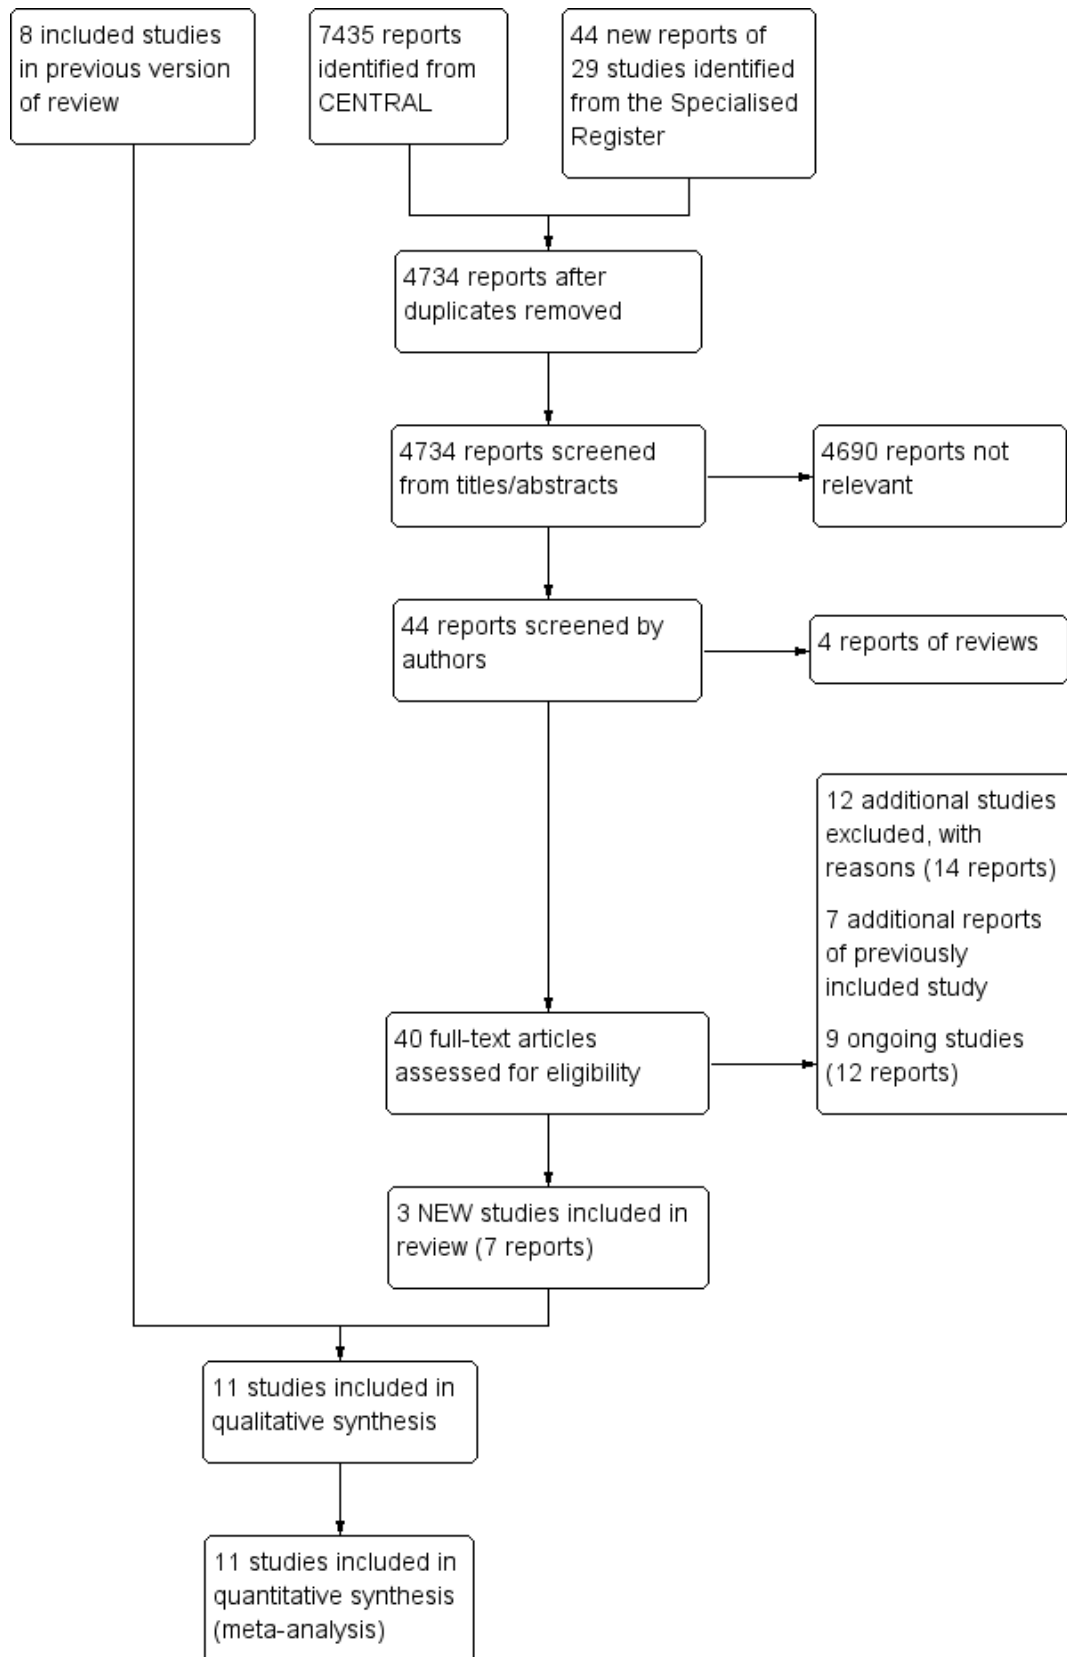 8 included studies
in previous version
of review
7435 reports
identified from
CENTRAL
44 new reports of
29 studies identified
from the Specialised
Register
4734 reports after
duplicates removed
4734 reports screened
from titles/abstracts
4690 reports not
relevant
44 reports screened by
authors
4 reports of reviews
12 additional studies
excluded, with
reasons (14 reports)
7 additional reports
of previously
included study
9 ongoing studies
(12 reports)
40 full-text articles
assessed for eligibility
3 NEW studies included in
review (7 reports)
11 studies included in
qualitative synthesis
11 studies included in
quantitative synthesis
(meta-analysis)